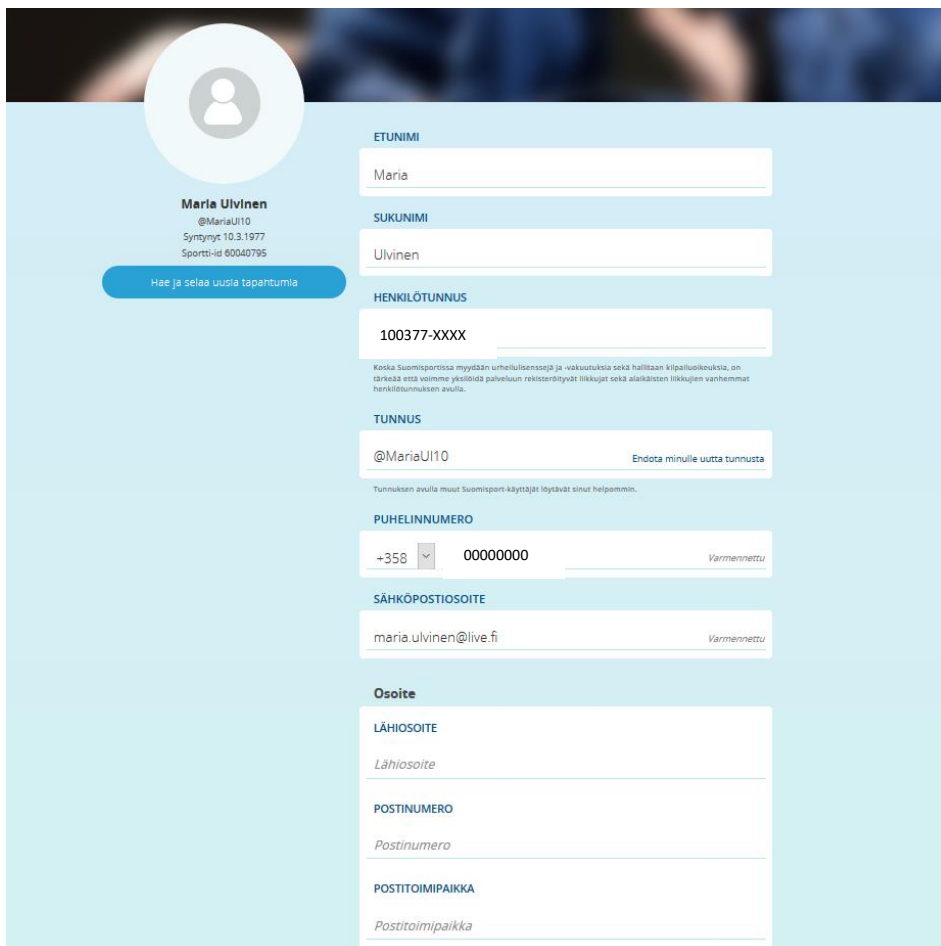 Maria Ulvinen
@MariaUl10
Syntynyt 10.3.1977
Sportti-id 60040795
Hae ja selaa uusia tapahtumia
ETUNIMI
Maria
SUKUNIMI
Ulvinen
HENKILÖTUNNUS
100377-XXXX
Koska Suomisportissa myydään urheilulisenssejä ja -vakuutuksia sekä hallitaan kilpailuoikeuksia, on
tärkeää että voimme yksilöidä palveluun rekisteröityvät liikkujat sekä alaikäisten liikkujien vanhemmat
henkilötunnuksen avulla.
TUNNUS
@MariaUl10
Ehdota minulle uutta tunnusta
Tunnuksen avulla muut Suomisport-käyttäjät löytävät sinut helpommin.
PUHELINNUMERO
+358 00000000 Varmennettu
SÄHKÖPOSTIOSOITE
maria.ulvinen@live.fi Varmennettu
Osoite
LÄHIOSOITE
Lähiosoite
POSTINUMERO
Postinumero
POSTITOIMIPAIKKA
Postitoimipaikka